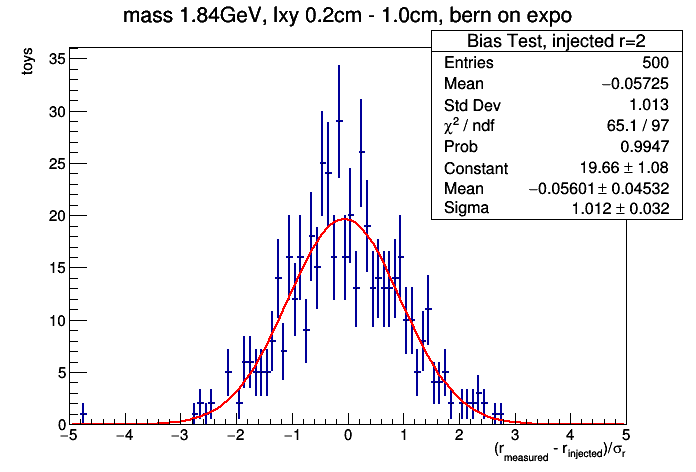 mass 1.84GeV, lxy 0.2cm - 1.0cm, bern on expo
Bias Test, injected r=2
Entries 500
Mean −0.05725
Std Dev 1.013
χ² / ndf 65.1 / 97
Prob 0.9947
Constant 19.66 ± 1.08
Mean −0.05601 ± 0.04532
Sigma 1.012 ± 0.032
toys
35
30
25
20
15
10
5
0
−5 −4 −3 −2 −1 0 1 2 3 4 5
(r_measured - r_injected)/σ_r